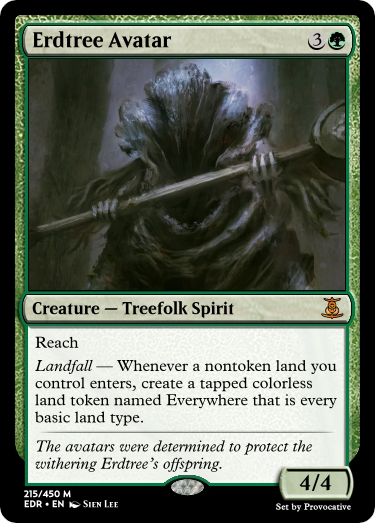 Erdtree Avatar
3
Creature — Treefolk Spirit
Reach
Landfall — Whenever a nontoken land you
control enters, create a tapped colorless
land token named Everywhere that is every
basic land type.
The avatars were determined to protect the
withering Erdtree's offspring.
4/4
215/450 M
EDR • EN Sien Lee
Set by Provocative